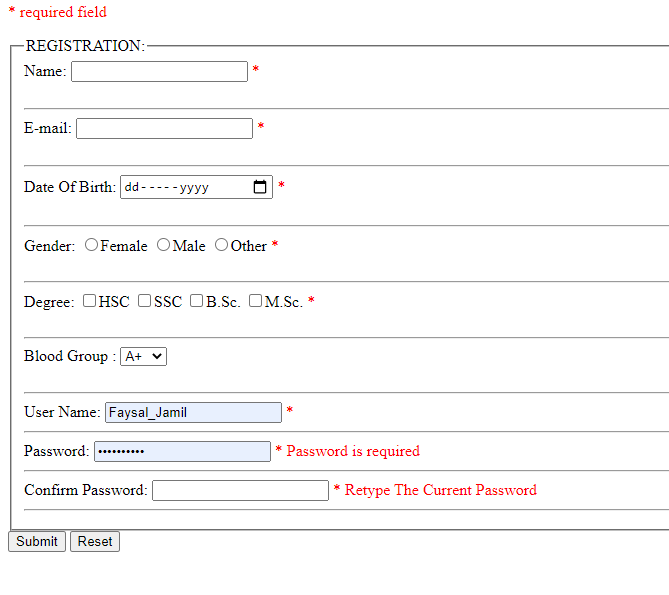 * required field
REGISTRATION:
Name: *
E-mail: *
Date Of Birth: dd-----yyyy *
Gender: Female Male Other *
Degree: HSC SSC B.Sc. M.Sc. *
Blood Group : A+
User Name: Faysal_Jamil *
Password: •••••••••• * Password is required
Confirm Password: * Retype The Current Password
Submit Reset